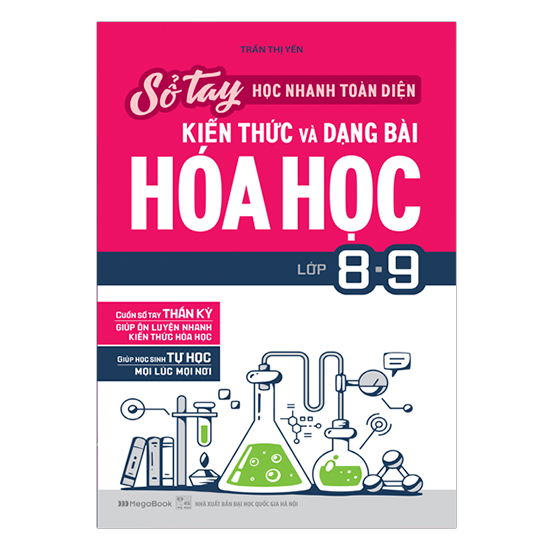 TRẦN THỊ YẾN
Sổ tay HỌC NHANH TOÀN DIỆN
KIẾN THỨC VÀ DẠNG BÀI
HÓA HỌC
LỚP 8-9
CUỐN SỔ TAY THẦN KỲ
GIÚP ÔN LUYỆN NHANH
KIẾN THỨC HÓA HỌC
GIÚP HỌC SINH TỰ HỌC
MỌI LÚC MỌI NƠI
MegaBook
NHÀ XUẤT BẢN ĐẠI HỌC QUỐC GIA HÀ NỘI